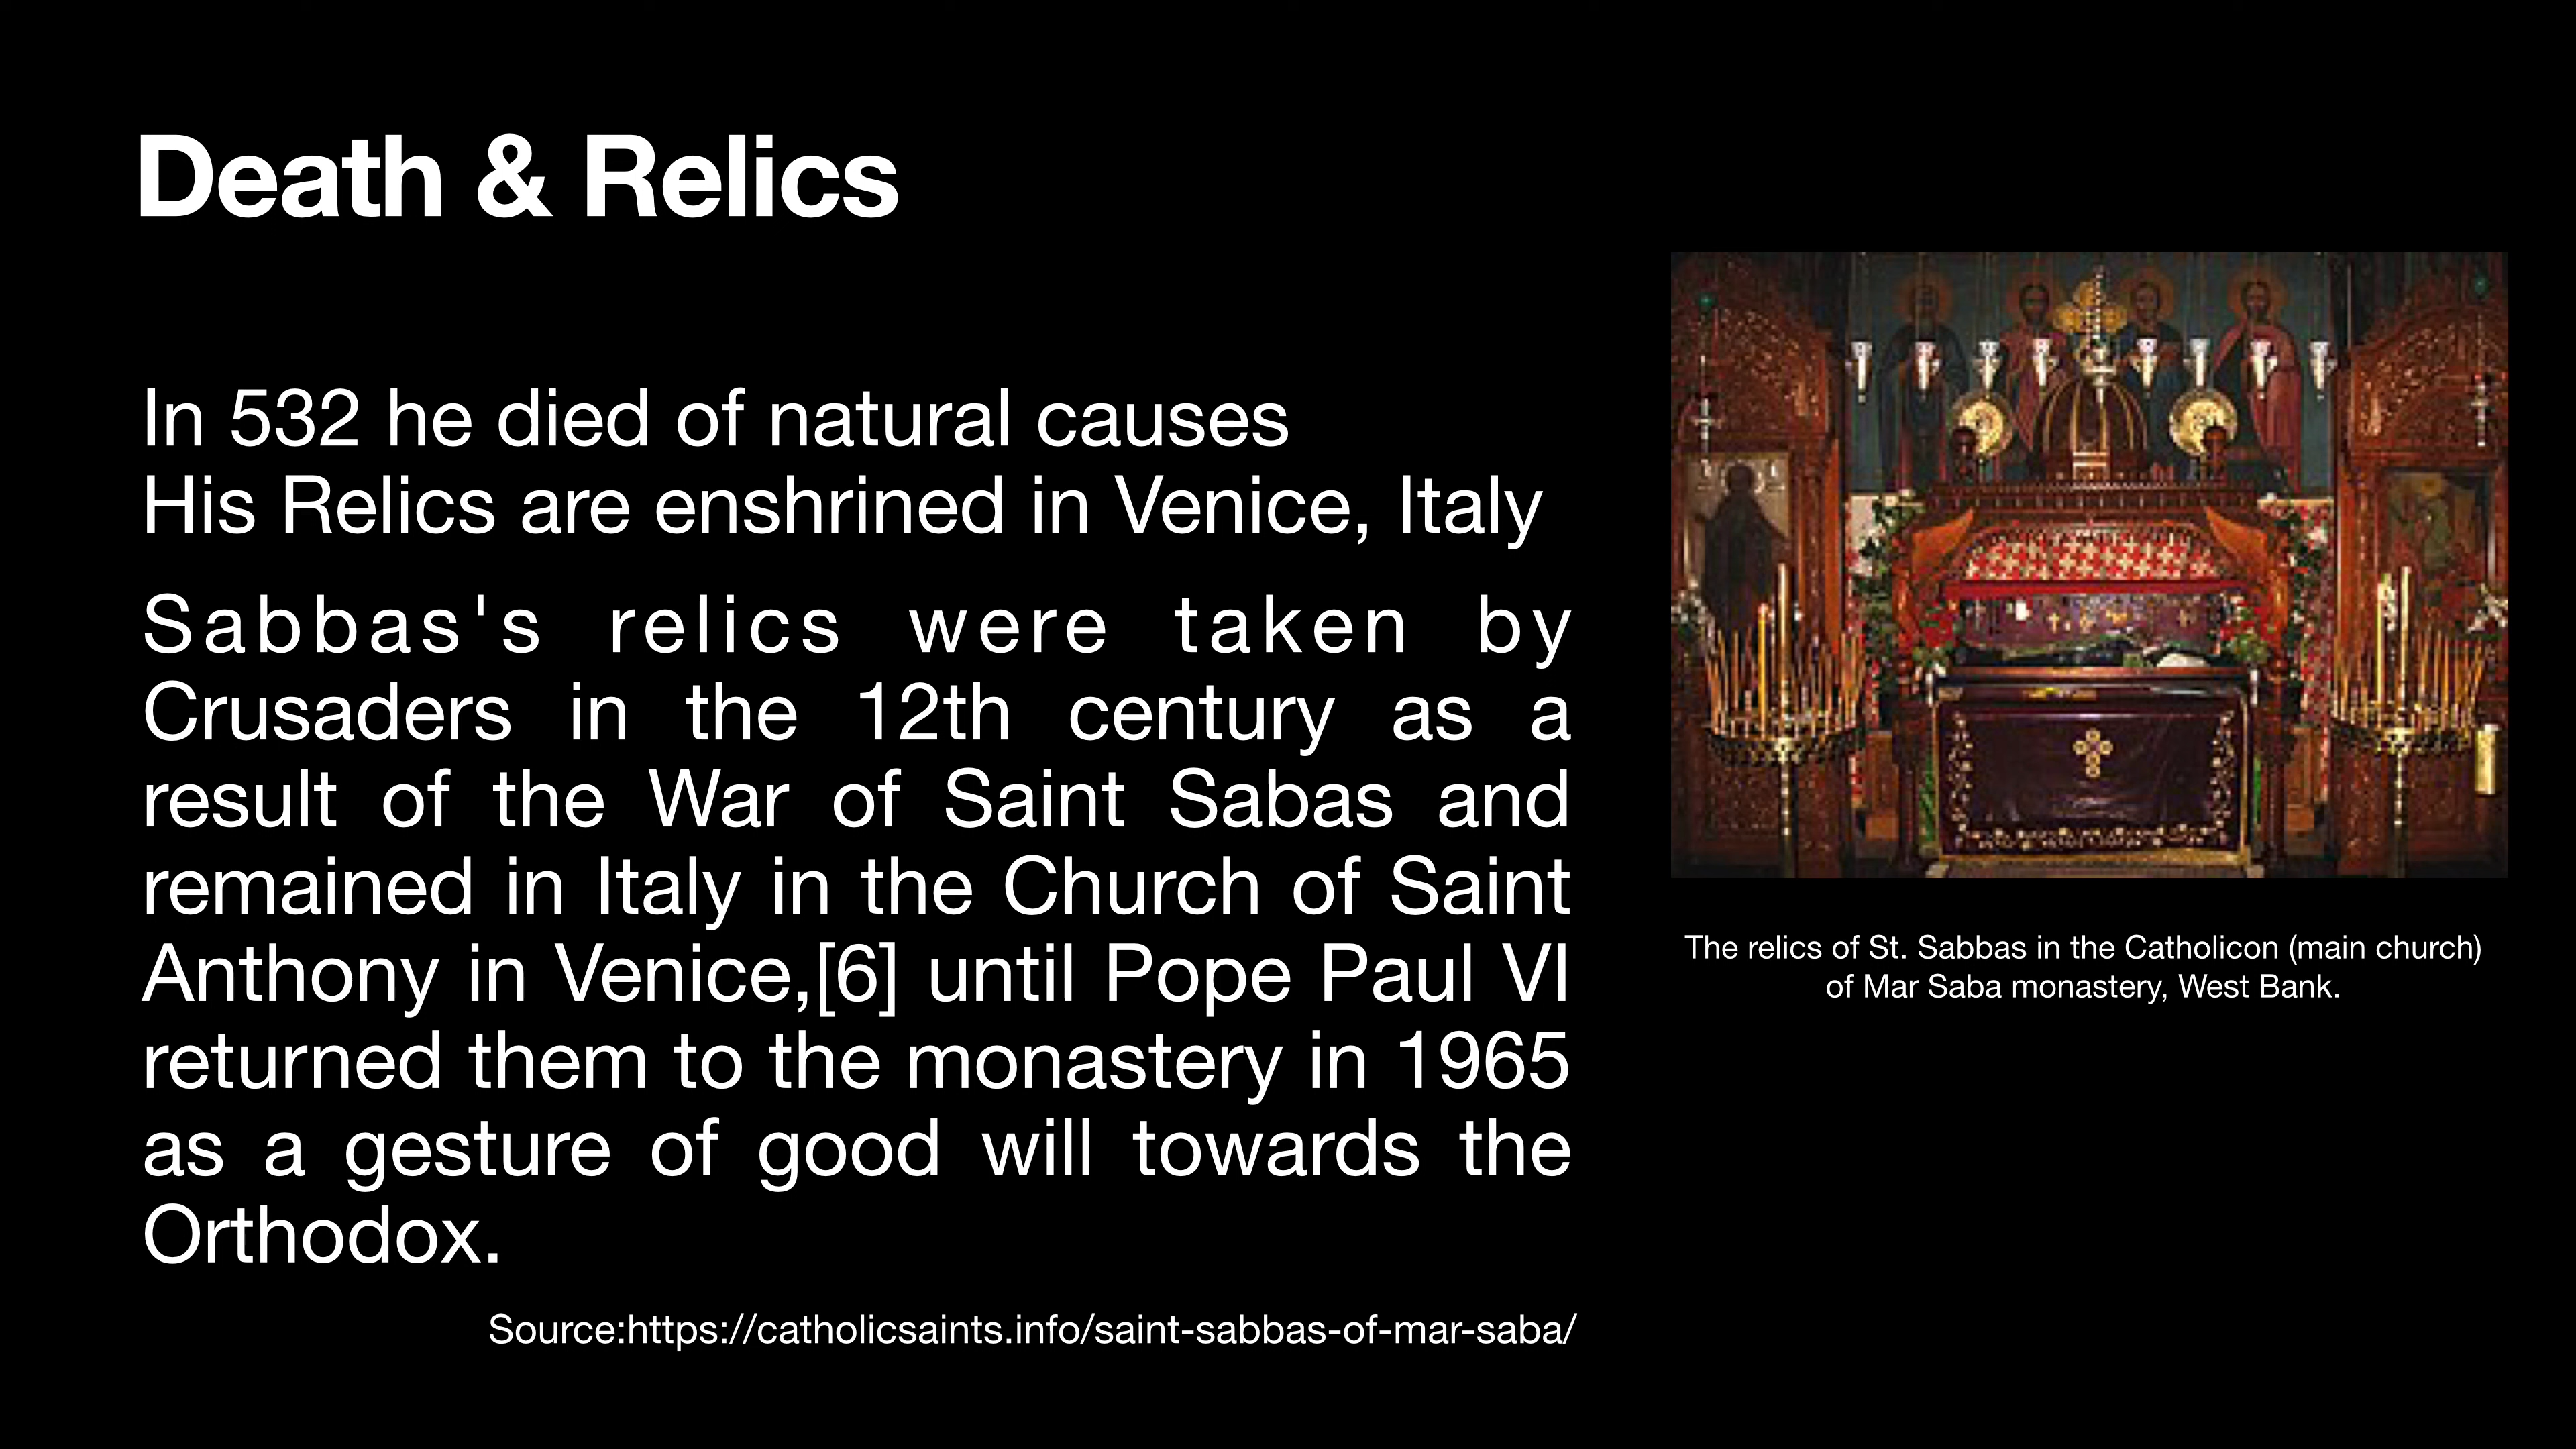 Death & Relics
In 532 he died of natural causes
His Relics are enshrined in Venice, Italy
Sabbas's relics were taken by
Crusaders in the 12th century as a
result of the War of Saint Sabas and
remained in Italy in the Church of Saint
Anthony in Venice,[6] until Pope Paul VI
returned them to the monastery in 1965
as a gesture of good will towards the
Orthodox.
Source:https://catholicsaints.info/saint-sabbas-of-mar-saba/
The relics of St. Sabbas in the Catholicon (main church)
of Mar Saba monastery, West Bank.